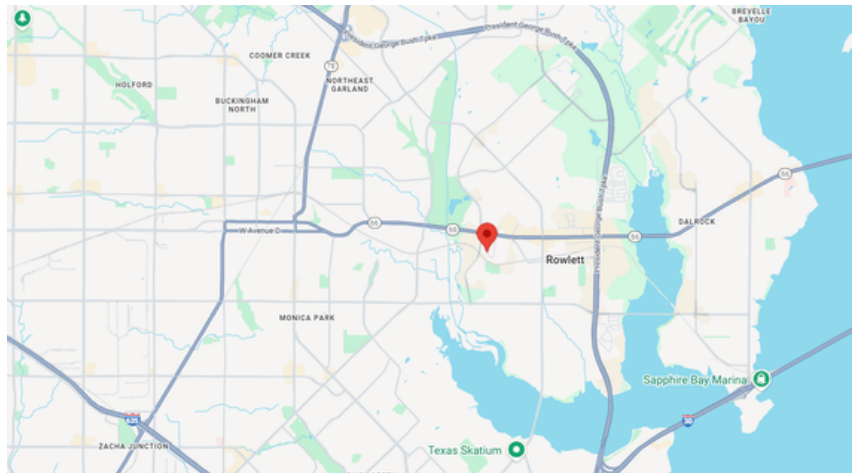 BREVELLE
BAYOU
President George Bush Tpke
President George Bush Tpke
COOMER CREEK
78
NORTHEAST
GARLAND
HOLFORD
BUCKINGHAM
NORTH
66
66
DALROCK
66
W Avenue D
66
President George Bush Tpke
Rowlett
MONICA PARK
Sapphire Bay Marina
635
30
ZACHA JUNCTION
Texas Skatium